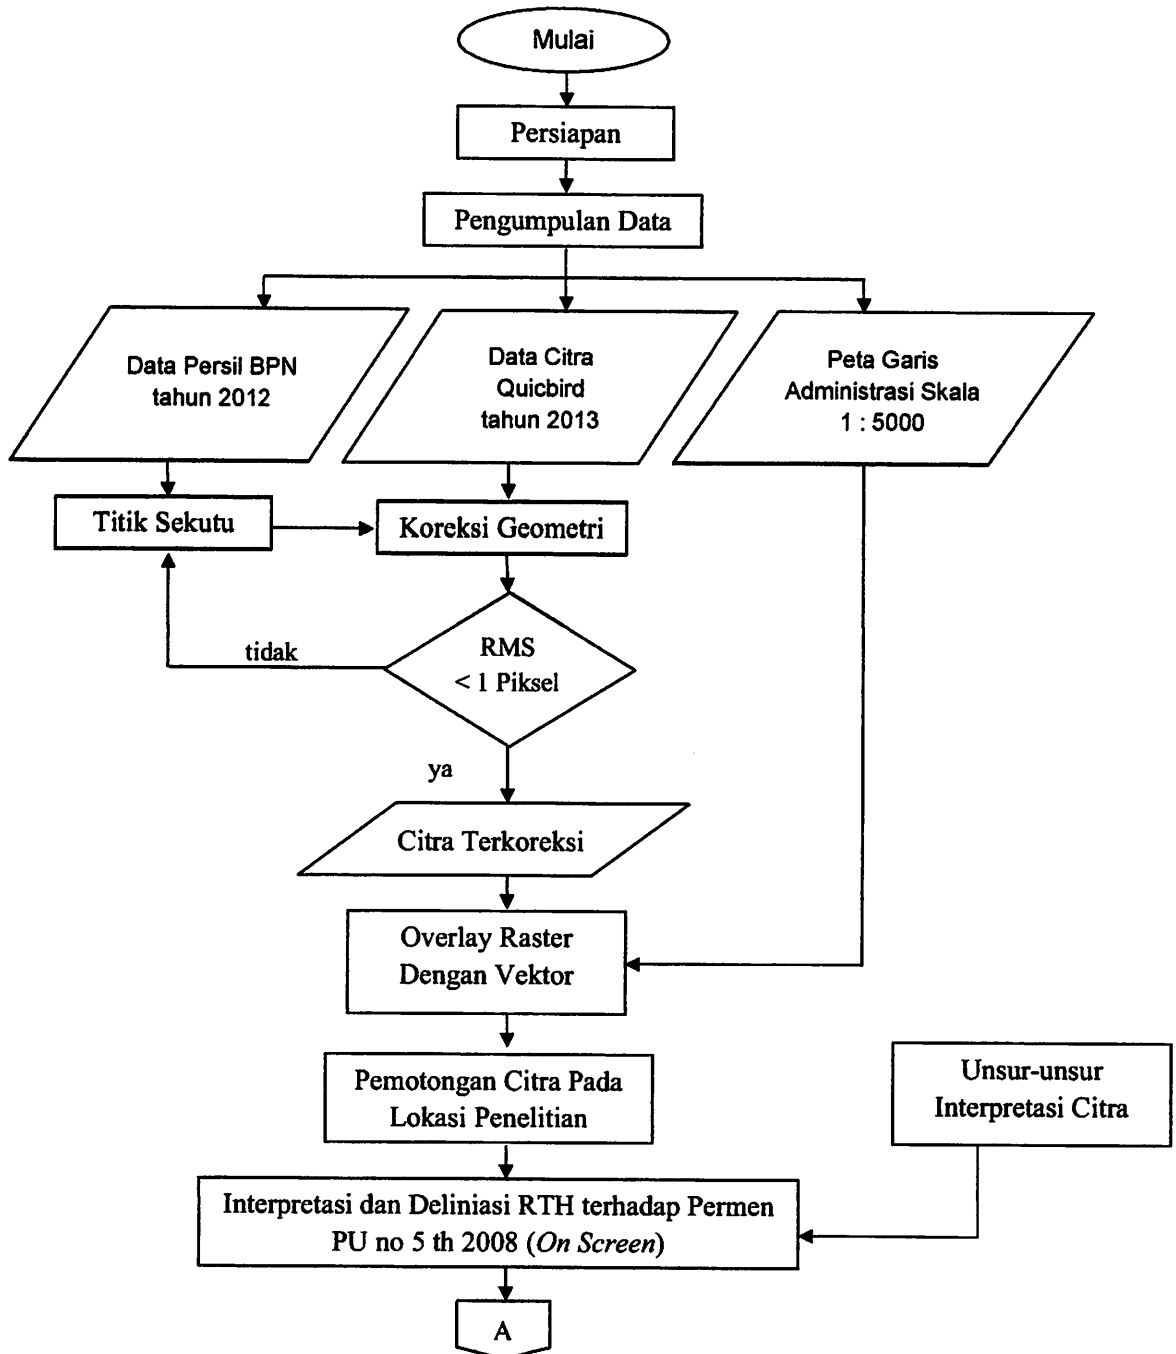 Mulai
Persiapan
Pengumpulan Data
Data Persil BPN
tahun 2012
Data Citra
Quicbird
tahun 2013
Peta Garis
Administrasi Skala
1 : 5000
Titik Sekutu
Koreksi Geometri
tidak
RMS
< 1 Piksel
ya
Citra Terkoreksi
Overlay Raster
Dengan Vektor
Pemotongan Citra Pada
Lokasi Penelitian
Unsur-unsur
Interpretasi Citra
Interpretasi dan Deliniasi RTH terhadap Permen
PU no 5 th 2008 (On Screen)
A